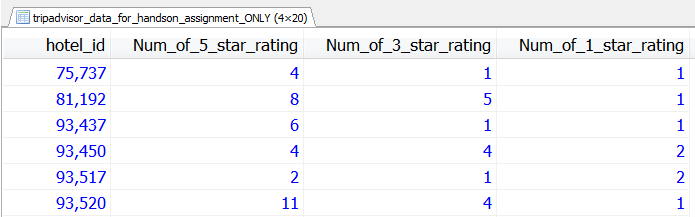 tripadvisor_data_for_handson_assignment_ONLY (4×20)
hotel_id Num_of_5_star_rating Num_of_3_star_rating Num_of_1_star_rating
75,737 4 1 1
81,192 8 5 1
93,437 6 1 1
93,450 4 4 2
93,517 2 1 2
93,520 11 4 1